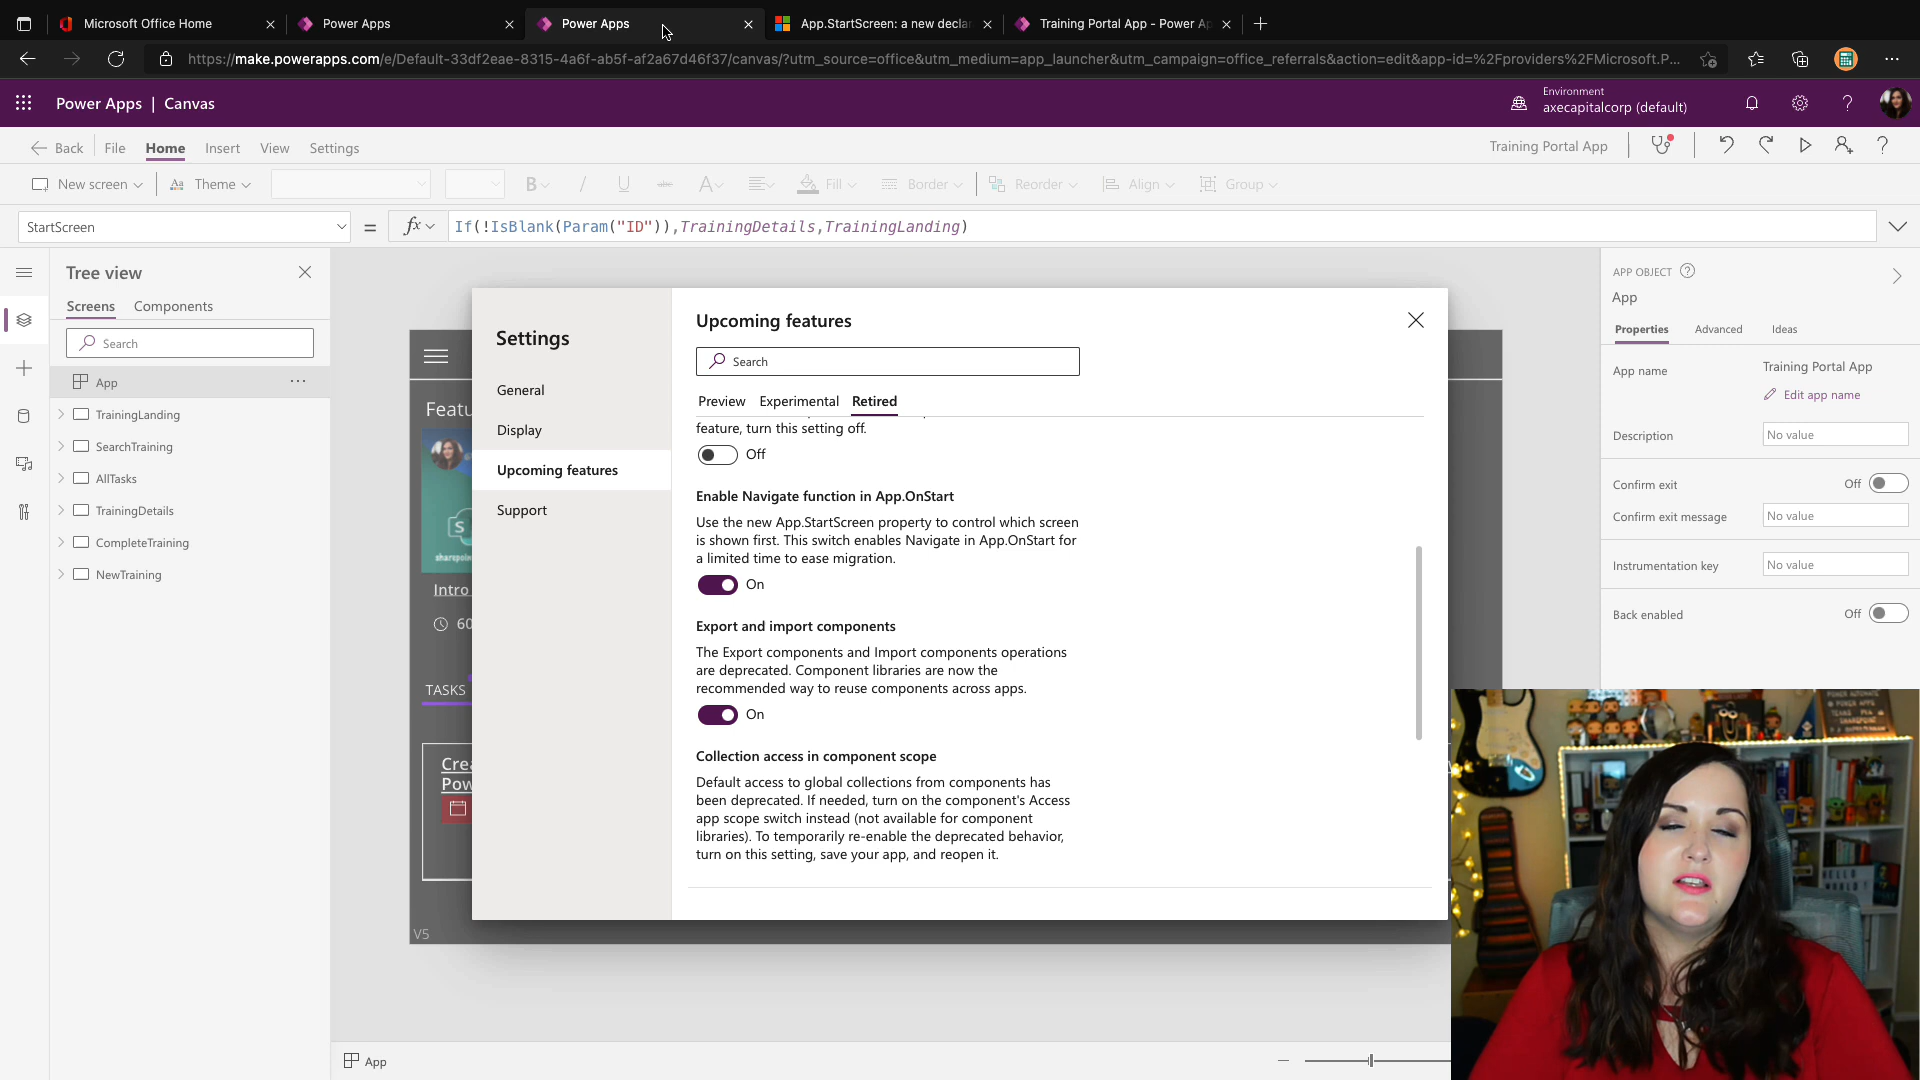 Microsoft Office Home
Power Apps
Power Apps
App.StartScreen: a new decla
Training Portal App - Power Ap
https://make.powerapps.com/e/Default-33df2eae-8315-4a6f-ab5f-af2a67d46f37/canvas/?utm_source=office&utm_medium=app_launcher&utm_campaign=office_referrals&action=edit&app-id=%2Fproviders%2FMicrosoft.P...
Power Apps | Canvas
Environment
axecapitalcorp (default)
Back
File
Home
Insert
View
Settings
Training Portal App
New screen
Theme
B
Fill
Border
Reorder
Align
Group
StartScreen
=
fx
If(!IsBlank(Param("ID")),TrainingDetails,TrainingLanding)
Tree view
Screens
Components
Search
App
TrainingLanding
SearchTraining
AllTasks
TrainingDetails
CompleteTraining
NewTraining
Featu
Intro
60
TASKS
Crea
Pow
V5
Settings
General
Display
Upcoming features
Support
Upcoming features
Search
Preview
Experimental
Retired
feature, turn this setting off.
Off
Enable Navigate function in App.OnStart
Use the new App.StartScreen property to control which screen
is shown first. This switch enables Navigate in App.OnStart for
a limited time to ease migration.
On
Export and import components
The Export components and Import components operations
are deprecated. Component libraries are now the
recommended way to reuse components across apps.
On
Collection access in component scope
Default access to global collections from components has
been deprecated. If needed, turn on the component's Access
app scope switch instead (not available for component
libraries). To temporarily re-enable the deprecated behavior,
turn on this setting, save your app, and reopen it.
APP OBJECT
App
Properties
Advanced
Ideas
App name
Training Portal App
Edit app name
Description
No value
Confirm exit
Off
Confirm exit message
No value
Instrumentation key
No value
Back enabled
Off
App